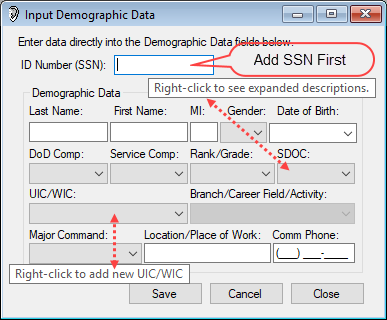 Input Demographic Data
Enter data directly into the Demographic Data fields below.
ID Number (SSN):
Add SSN First
Right-click to see expanded descriptions.
Demographic Data
Last Name: First Name: MI: Gender: Date of Birth:
DoD Comp: Service Comp: Rank/Grade: SDOC:
UIC/WIC: Branch/Career Field/Activity:
Major Command: Location/Place of Work: Comm Phone:
(___) ___-____
Right-click to add new UIC/WIC
Save Cancel Close